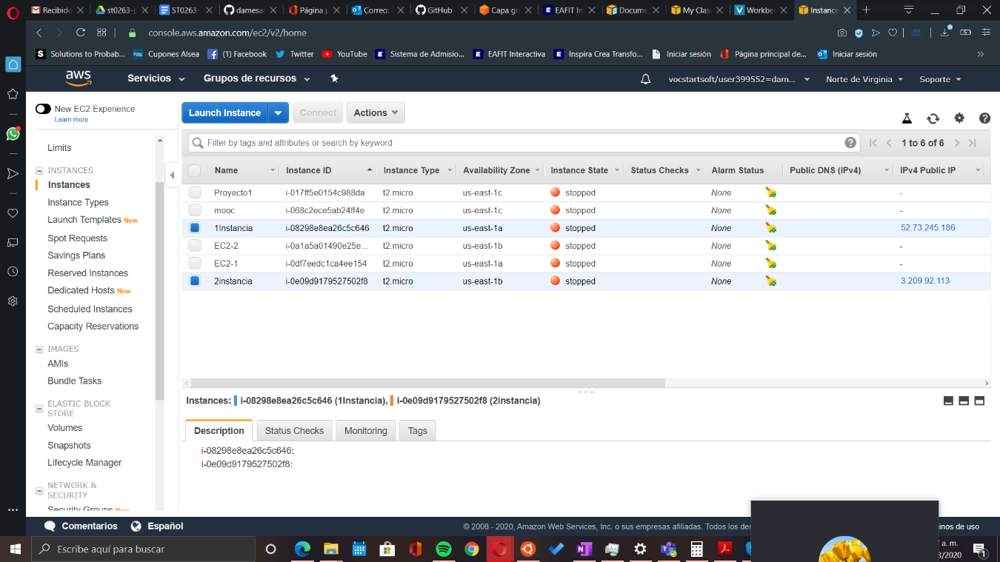 Recibido
st0263-p
ST0263-
damesa
Página p
Correo:
GitHub
Capa gra
EAFIT In
Docume
My Clas
Workbe
Instance
console.aws.amazon.com/ec2/v2/home
Solutions to Probab...
Cupones Alsea
(1) Facebook
Twitter
YouTube
Sistema de Admisio...
EAFIT Interactiva
Inspira Crea Transfo...
Iniciar sesión
Página principal de...
Iniciar sesión
aws
Servicios
Grupos de recursos
vocstartsoft/user399552=dam...
Norte de Virginia
Soporte
New EC2 Experience
Learn more
Launch Instance
Connect
Actions
Limits
INSTANCES
Instances
Instance Types
Launch Templates New
Spot Requests
Savings Plans
Reserved Instances
Dedicated Hosts New
Scheduled Instances
Capacity Reservations
IMAGES
AMIs
Bundle Tasks
ELASTIC BLOCK
STORE
Volumes
Snapshots
Lifecycle Manager
NETWORK &
SECURITY
Security Groups New
Filter by tags and attributes or search by keyword
1 to 6 of 6
Name Instance ID Instance Type Availability Zone Instance State Status Checks Alarm Status Public DNS (IPv4) IPv4 Public IP
Proyecto1 i-017ff5e0154c988da t2.micro us-east-1c stopped None -
mooc i-068c2ece5ab24ff4e t2.micro us-east-1c stopped None -
1Instancia i-08298e8ea26c5c646 t2.micro us-east-1a stopped None 52.73.245.186
EC2-2 i-0a1a5a01490e25e... t2.micro us-east-1b stopped None -
EC2-1 i-0df7eedc1ca4ee154 t2.micro us-east-1a stopped None -
2instancia i-0e09d9179527502f8 t2.micro us-east-1b stopped None 3.209.92.113
Instances: i-08298e8ea26c5c646 (1Instancia), i-0e09d9179527502f8 (2instancia)
Description
Status Checks
Monitoring
Tags
i-08298e8ea26c5c646:
i-0e09d9179527502f8:
Comentarios
Español
© 2008 - 2020, Amazon Web Services, Inc. o sus empresas afiliadas. Todos los der
inos de uso
Escribe aquí para buscar
a. m.
3/2020
1